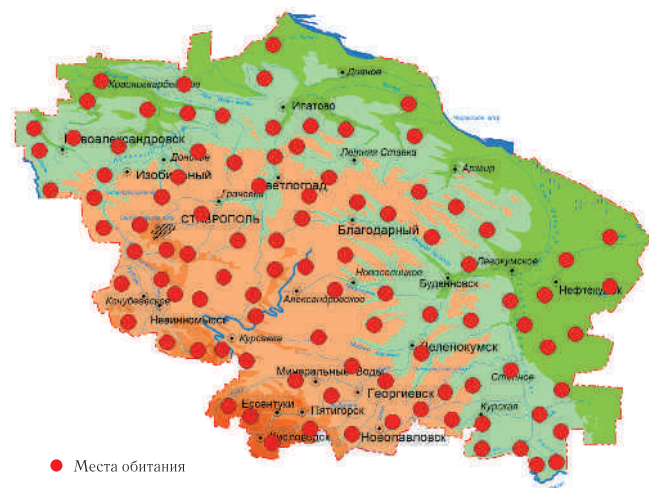 Дивное
Красногвардейское
Ипатово
Новоалександровск
Донское
Летняя Ставка
Изобильный
Арзгир
Светлоград
Грачевка
СТАВРОПОЛЬ
Благодарный
Левокумское
Новоселицкое
Буденновск
Нефтекумск
Кочубеевское
Александровское
Невинномысск
Курсавка
Зеленокумск
Минеральные Воды
Степное
Георгиевск
Ессентуки
Пятигорск
Курская
Кисловодск
Новопавловск
Места обитания